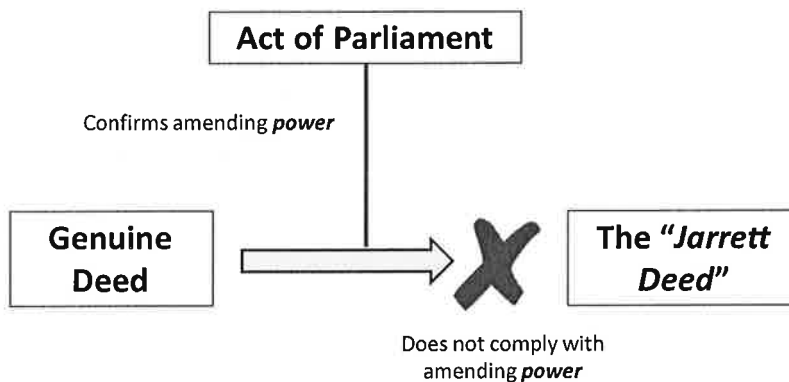 Act of Parliament
Confirms amending power
Genuine
Deed
The "Jarrett
Deed"
Does not comply with
amending power